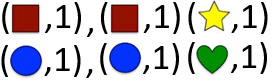 ( ,1),( ,1)( ,1)
( ,1),( ,1)( ,1)